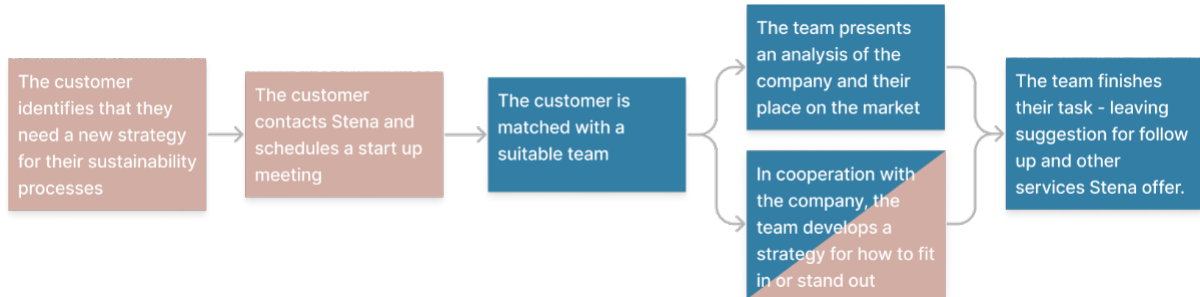 The customer
identifies that they
need a new strategy
for their sustainability
processes
The customer
contacts Stena and
schedules a start up
meeting
The customer is
matched with a
suitable team
The team presents
an analysis of the
company and their
place on the market
In cooperation with
the company, the
team develops a
strategy for how to fit
in or stand out
The team finishes
their task - leaving
suggestion for follow
up and other
services Stena offer.